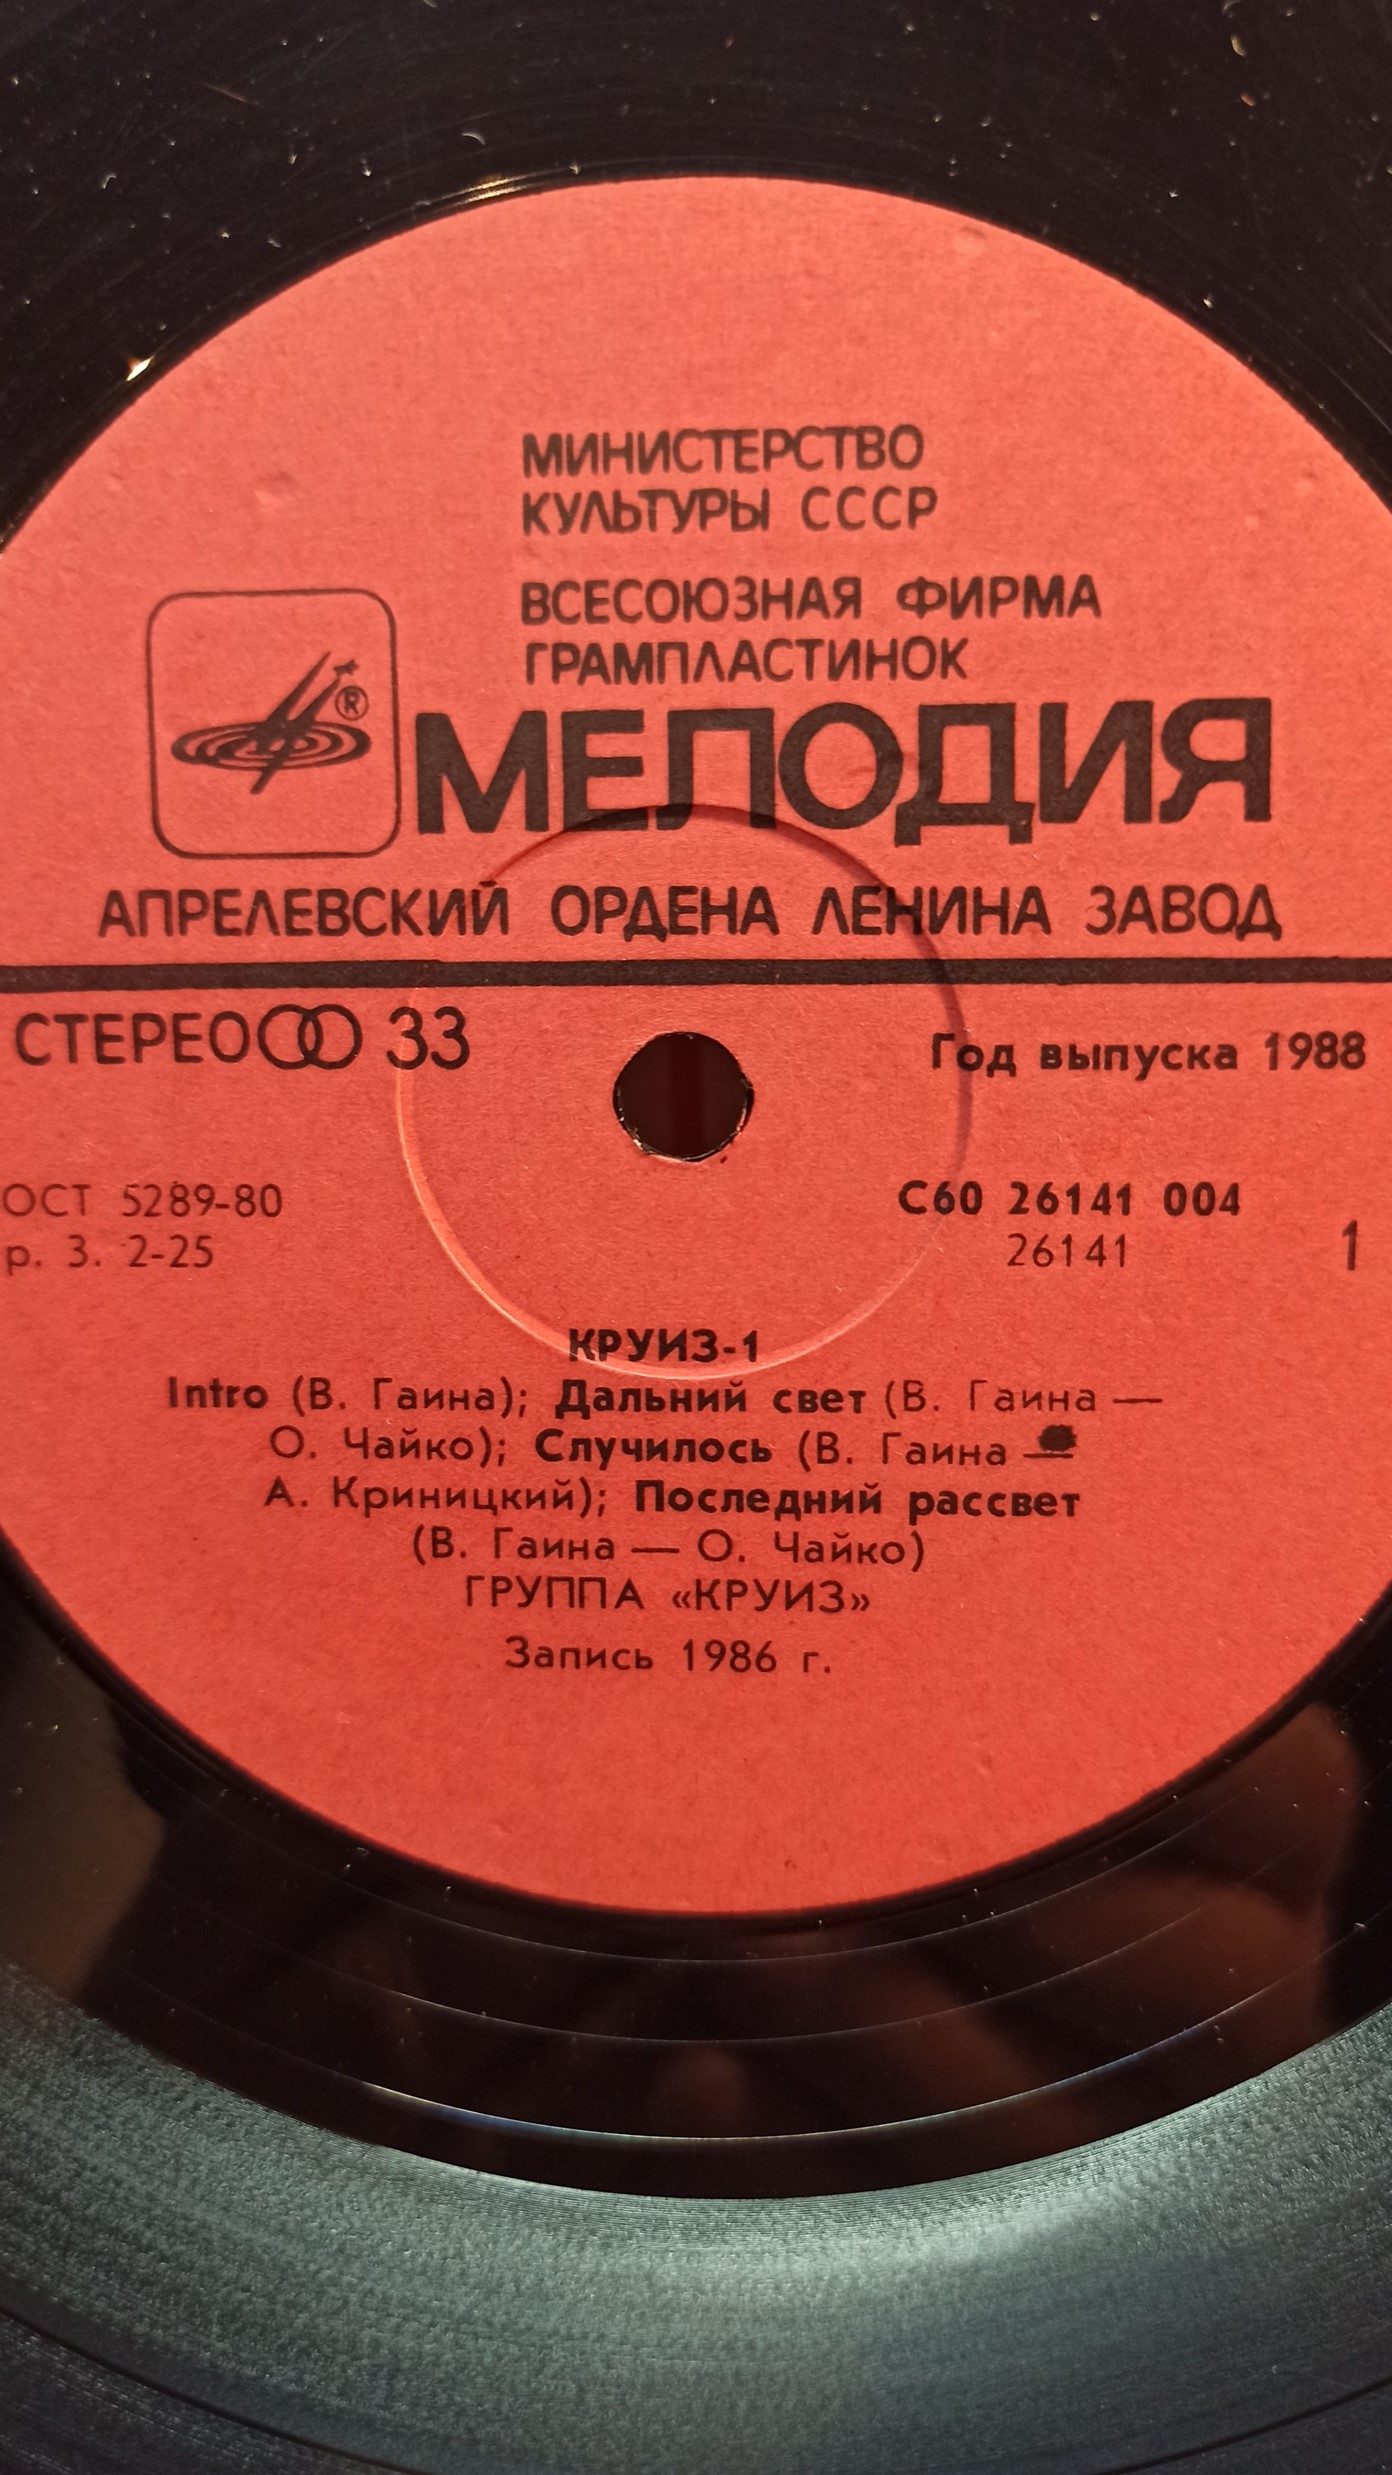 МИНИСТЕРСТВО
КУЛЬТУРЫ СССР
ВСЕСОЮЗНАЯ ФИРМА
ГРАМПЛАСТИНОК
®
МЕЛОДИЯ
АПРЕЛЕВСКИЙ ОРДЕНА ЛЕНИНА ЗАВОД
СТЕРЕО 33
Год выпуска 1988
ОСТ 5289-80
р. 3. 2-25
С60 26141 004
26141
1
КРУИЗ-1
Intro (В. Гаина); Дальний свет (В. Гаина —
О. Чайко); Случилось (В. Гаина —
А. Криницкий); Последний рассвет
(В. Гаина — О. Чайко)
ГРУППА «КРУИЗ»
Запись 1986 г.